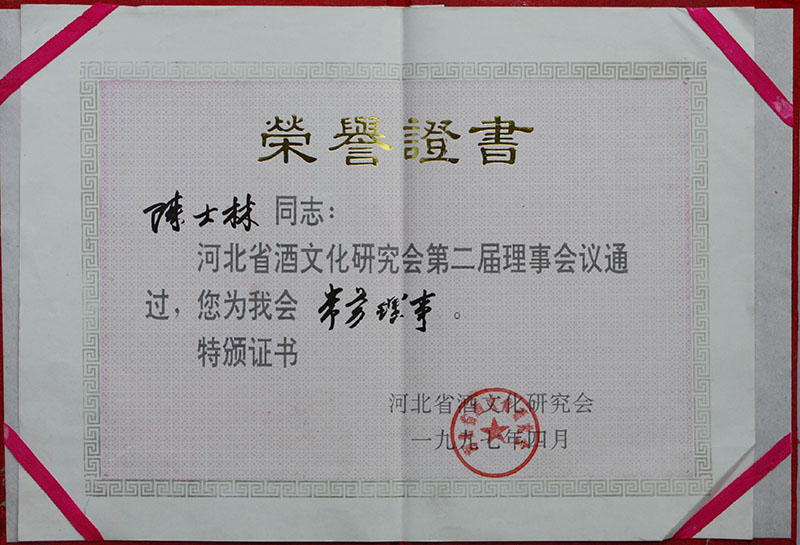 榮譽證書
陈士林 同志：
河北省酒文化研究会第二届理事会议通
过，您为我会 常务理事 。
特颁证书
河北省酒文化研究会
一九九七年四月